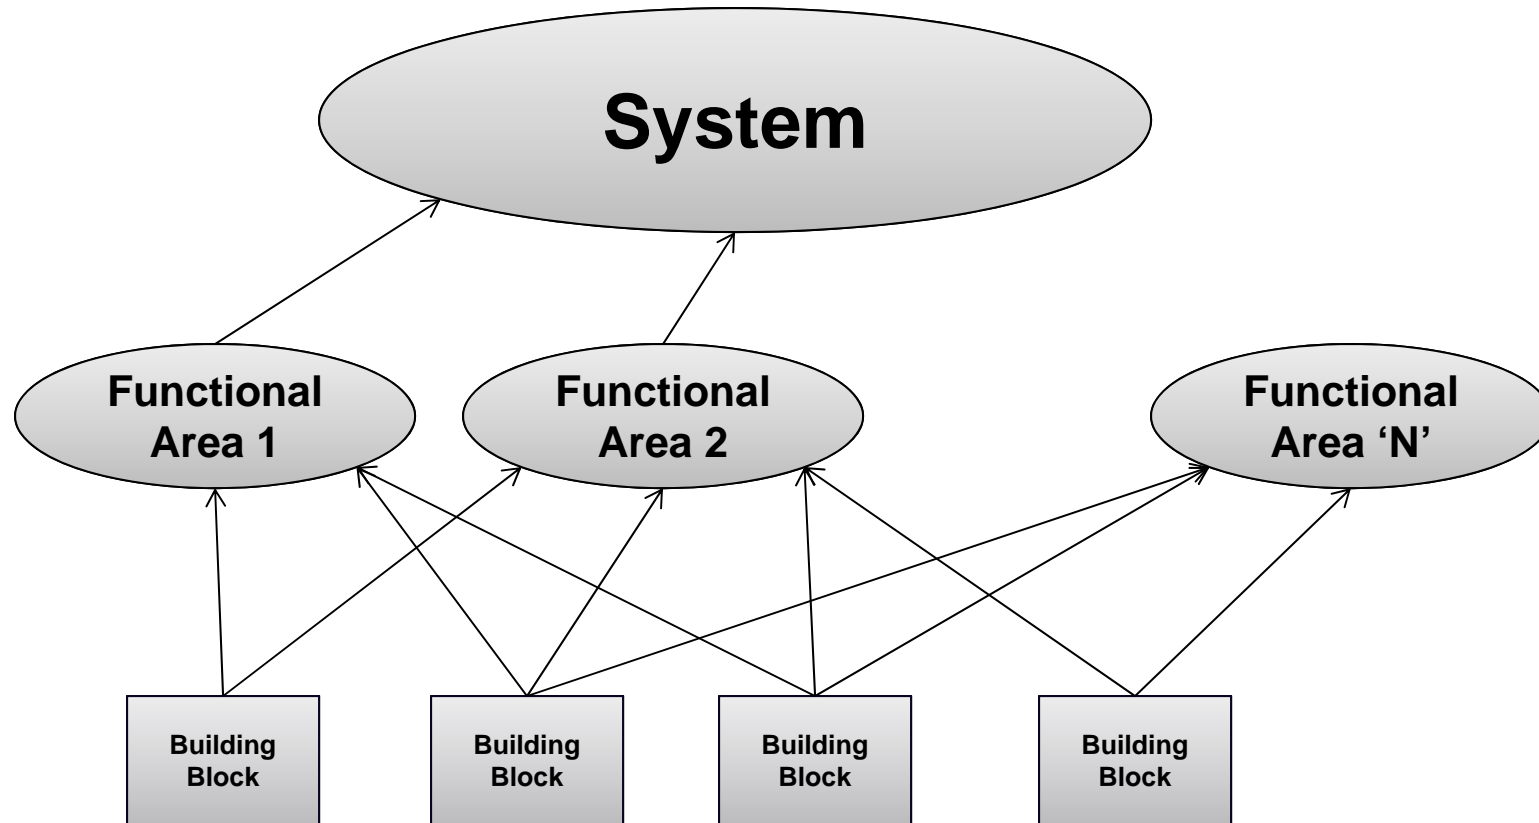 System
Functional
Area 1
Functional
Area 2
Functional
Area ‘N’
Building
Block
Building
Block
Building
Block
Building
Block